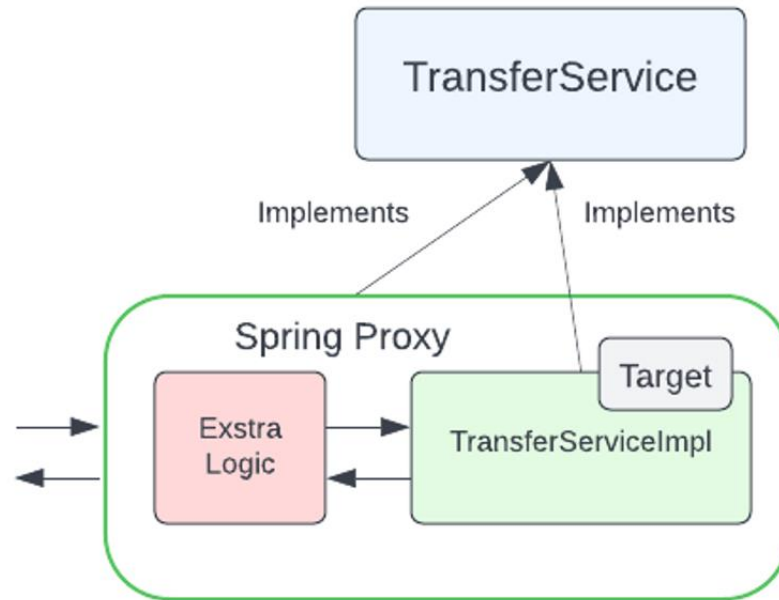 TransferService
Implements
Implements
Spring Proxy
Target
Exstra
Logic
TransferServiceImpl